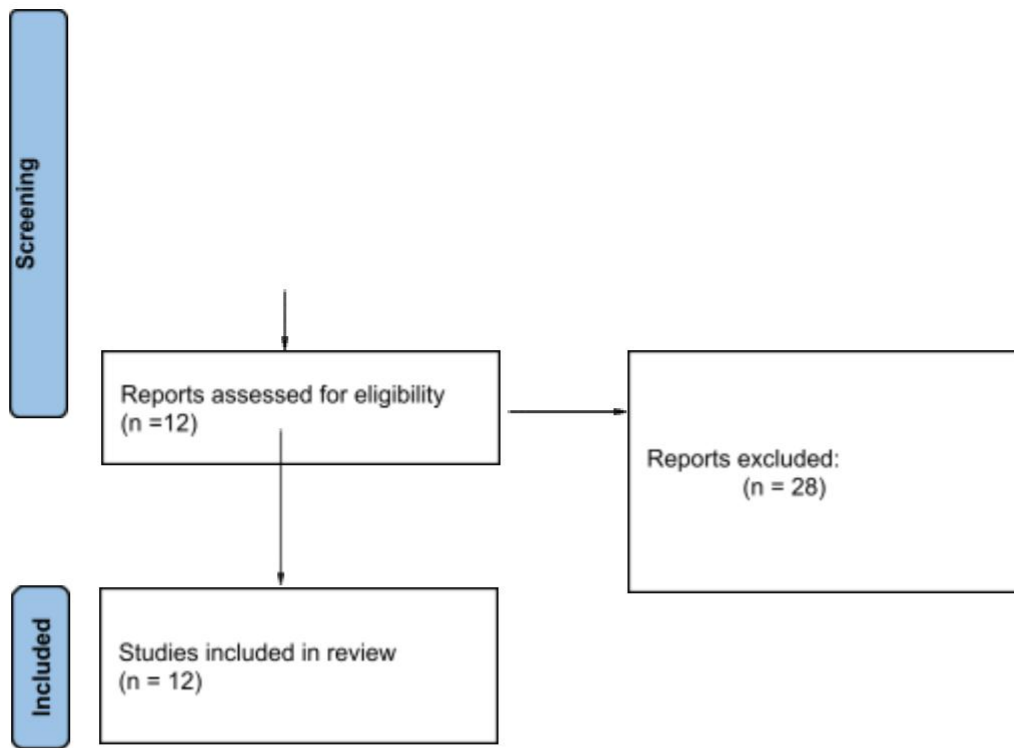 Screening
Reports assessed for eligibility
(n =12)
Reports excluded:
(n = 28)
Included
Studies included in review
(n = 12)